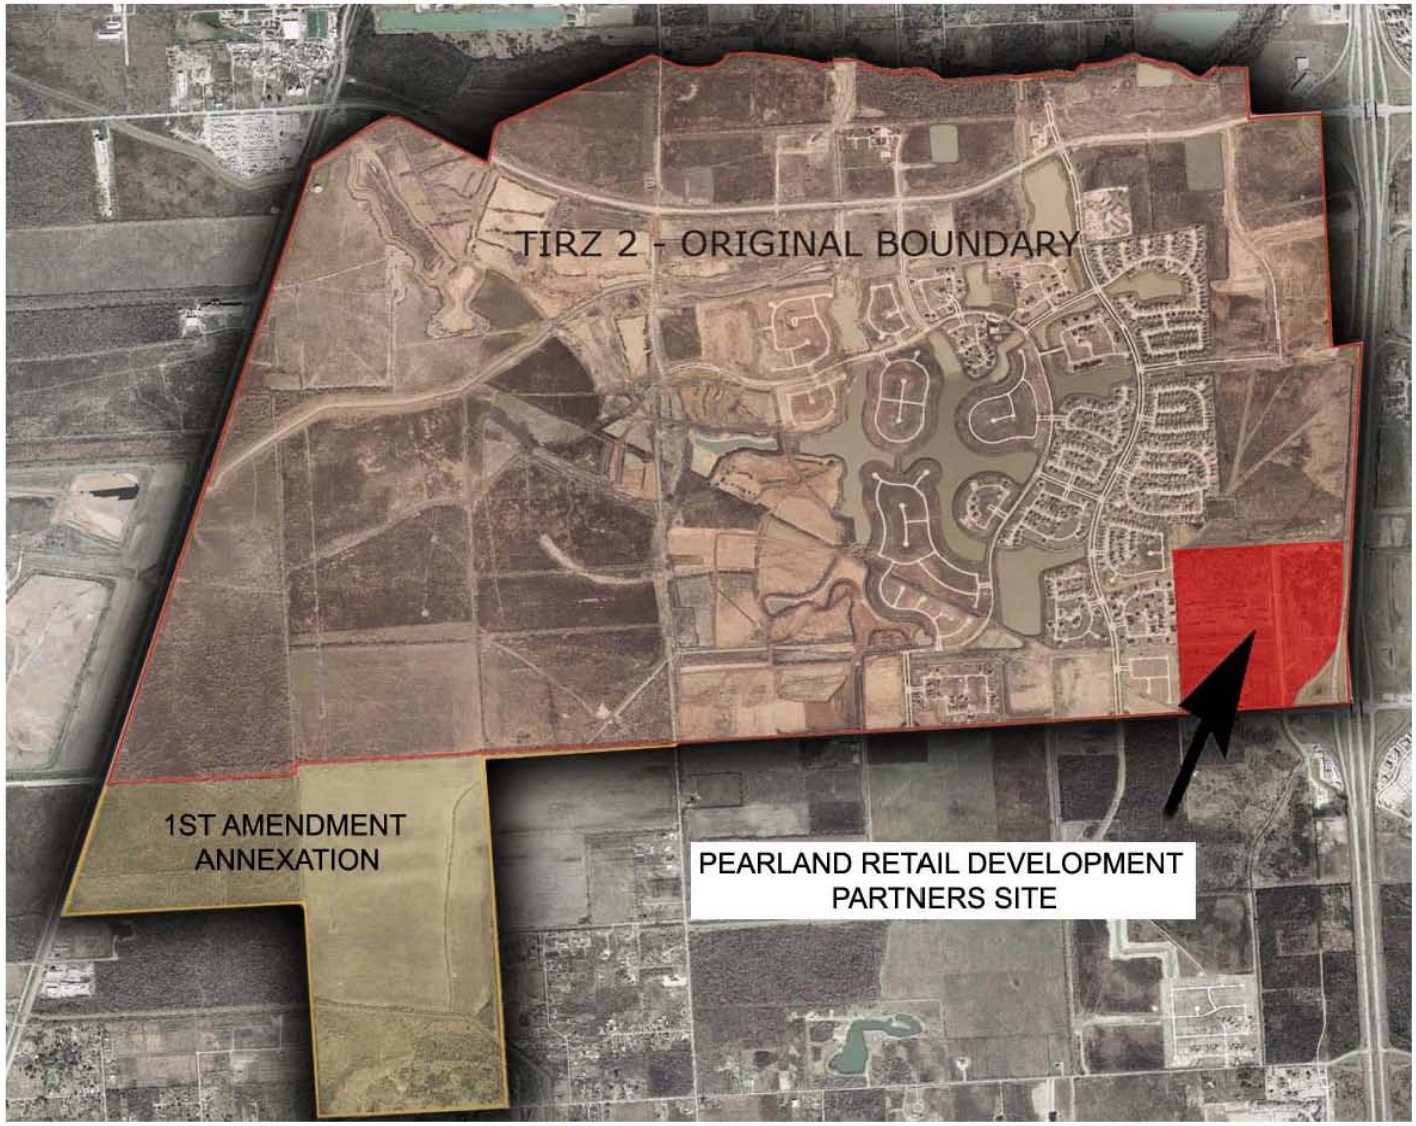 TIRZ 2 - ORIGINAL BOUNDARY
1ST AMENDMENT
ANNEXATION
PEARLAND RETAIL DEVELOPMENT
PARTNERS SITE